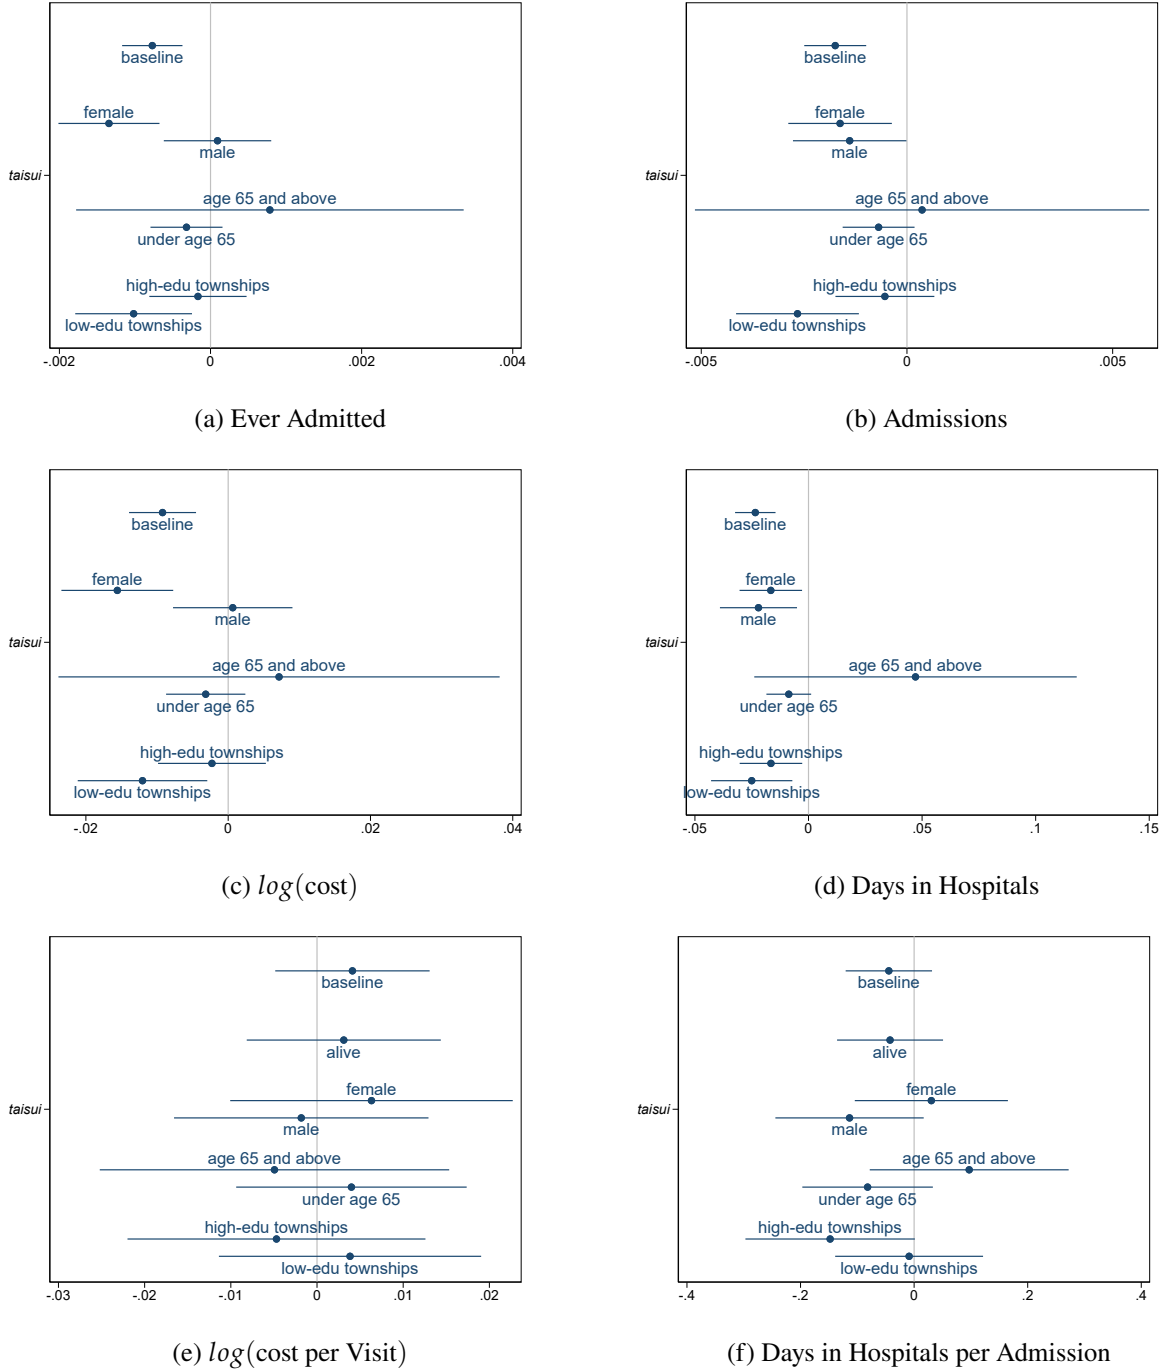 baseline
female
male
taisui
age 65 and above
under age 65
high-edu townships
low-edu townships
-.002 0 .002 .004
(a) Ever Admitted
baseline
female
male
taisui
age 65 and above
under age 65
high-edu townships
low-edu townships
-.005 0 .005
(b) Admissions
baseline
female
male
taisui
age 65 and above
under age 65
high-edu townships
low-edu townships
-.02 0 .02 .04
(c) log(cost)
baseline
female
male
taisui
age 65 and above
under age 65
high-edu townships
low-edu townships
-.05 0 .05 .1 .15
(d) Days in Hospitals
baseline
alive
female
taisui
male
age 65 and above
under age 65
high-edu townships
low-edu townships
-.03 -.02 -.01 0 .01 .02
(e) log(cost per Visit)
baseline
alive
female
taisui
male
age 65 and above
under age 65
high-edu townships
low-edu townships
-.4 -.2 0 .2 .4
(f) Days in Hospitals per Admission